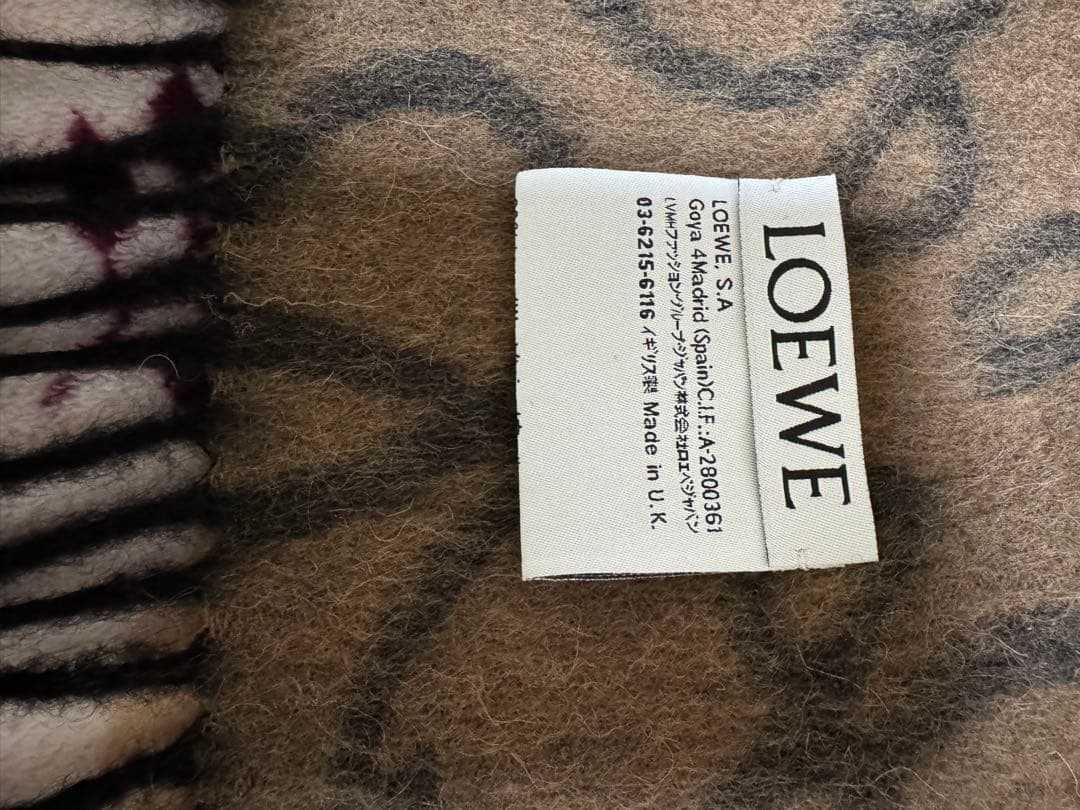 LOEWE
LOEWE, S.A
Goya 4Madrid (Spain)C.I.F.:A-2800361
LVMHファッション・グループ・ジャパン株式会社ロエベジャパン
03-6215-6116 イギリス製 Made in U.K.